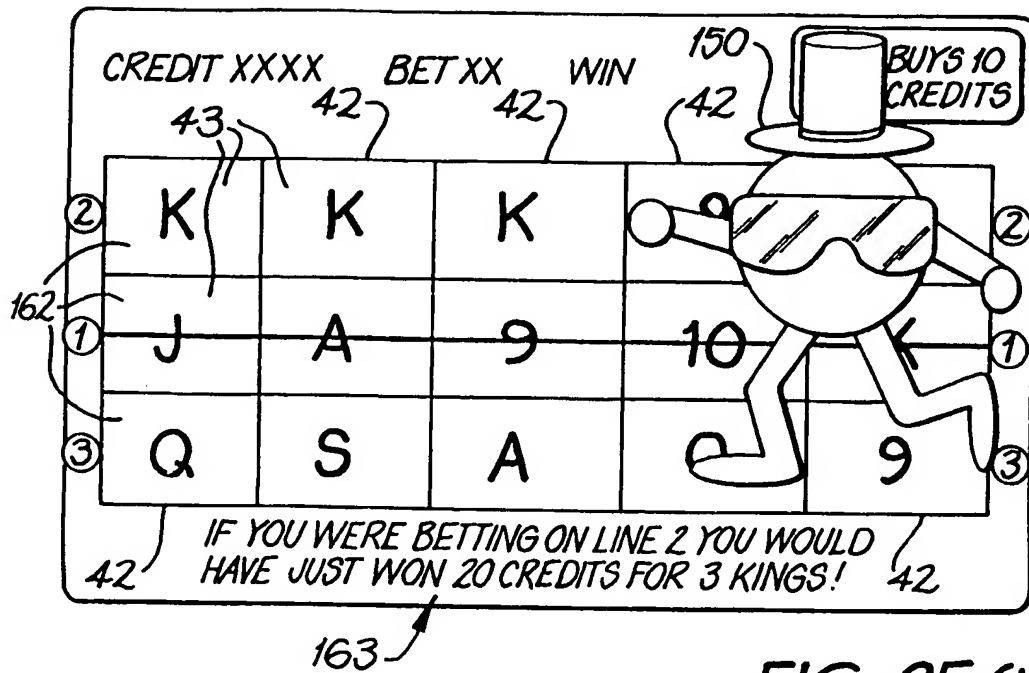 150 BUYS 10
CREDIT XXXX BET XX WIN CREDITS
43 42 42 42
② K K K ②
162
① J A 9 10 K ①
③ Q S A 9 ③
IF YOU WERE BETTING ON LINE 2 YOU WOULD
42 HAVE JUST WON 20 CREDITS FOR 3 KINGS! 42
163